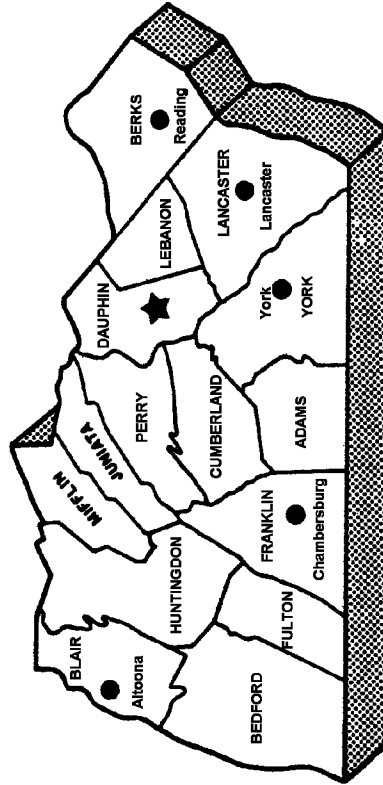 BERKS
Reading
LEBANON
LANCASTER
Lancaster
DAUPHIN
York
YORK
MIFFLIN
JUNIATA
PERRY
CUMBERLAND
ADAMS
HUNTINGDON
FRANKLIN
Chambersburg
BLAIR
Altoona
FULTON
BEDFORD